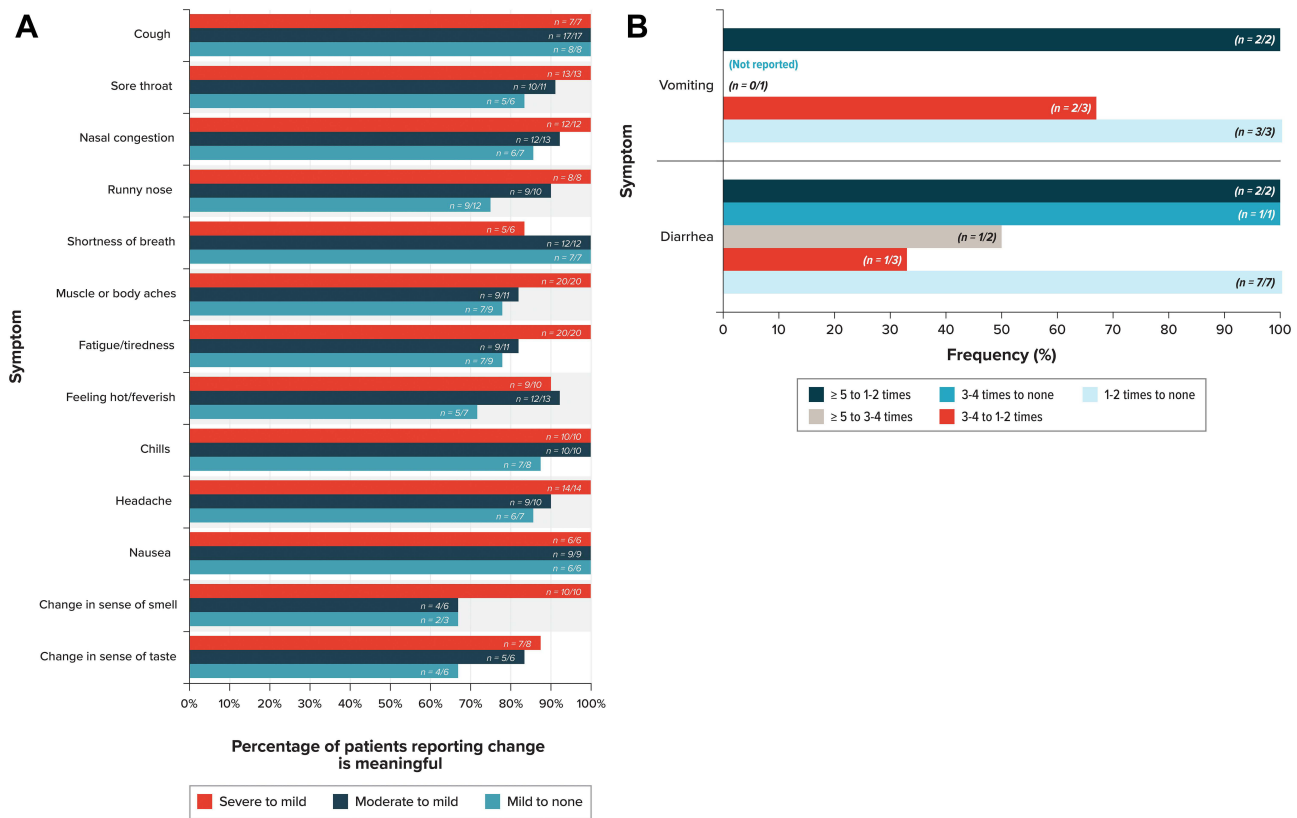 A
Cough
n = 7/7
n = 17/17
n = 8/8
Sore throat
n = 13/13
n = 10/11
n = 5/6
Nasal congestion
n = 12/12
n = 12/13
n = 6/7
Runny nose
n = 8/8
n = 9/10
n = 9/12
Shortness of breath
n = 5/6
n = 12/12
n = 7/7
Muscle or body aches
n = 20/20
n = 9/11
n = 7/9
Fatigue/tiredness
n = 20/20
n = 9/11
n = 7/9
Feeling hot/feverish
n = 9/10
n = 12/13
n = 5/7
Chills
n = 10/10
n = 10/10
n = 7/8
Headache
n = 14/14
n = 9/10
n = 6/7
Nausea
n = 6/6
n = 9/9
n = 6/6
Change in sense of smell
n = 10/10
n = 4/6
n = 2/3
Change in sense of taste
n = 7/8
n = 5/6
n = 4/6
Symptom
0% 10% 20% 30% 40% 50% 60% 70% 80% 90% 100%
Percentage of patients reporting change
is meaningful
Severe to mild Moderate to mild Mild to none
B
Vomiting
(n = 2/2)
(Not reported)
(n = 0/1)
(n = 2/3)
(n = 3/3)
Diarrhea
(n = 2/2)
(n = 1/1)
(n = 1/2)
(n = 1/3)
(n = 7/7)
Symptom
0 10 20 30 40 50 60 70 80 90 100
Frequency (%)
≥ 5 to 1-2 times 3-4 times to none 1-2 times to none
≥ 5 to 3-4 times 3-4 to 1-2 times